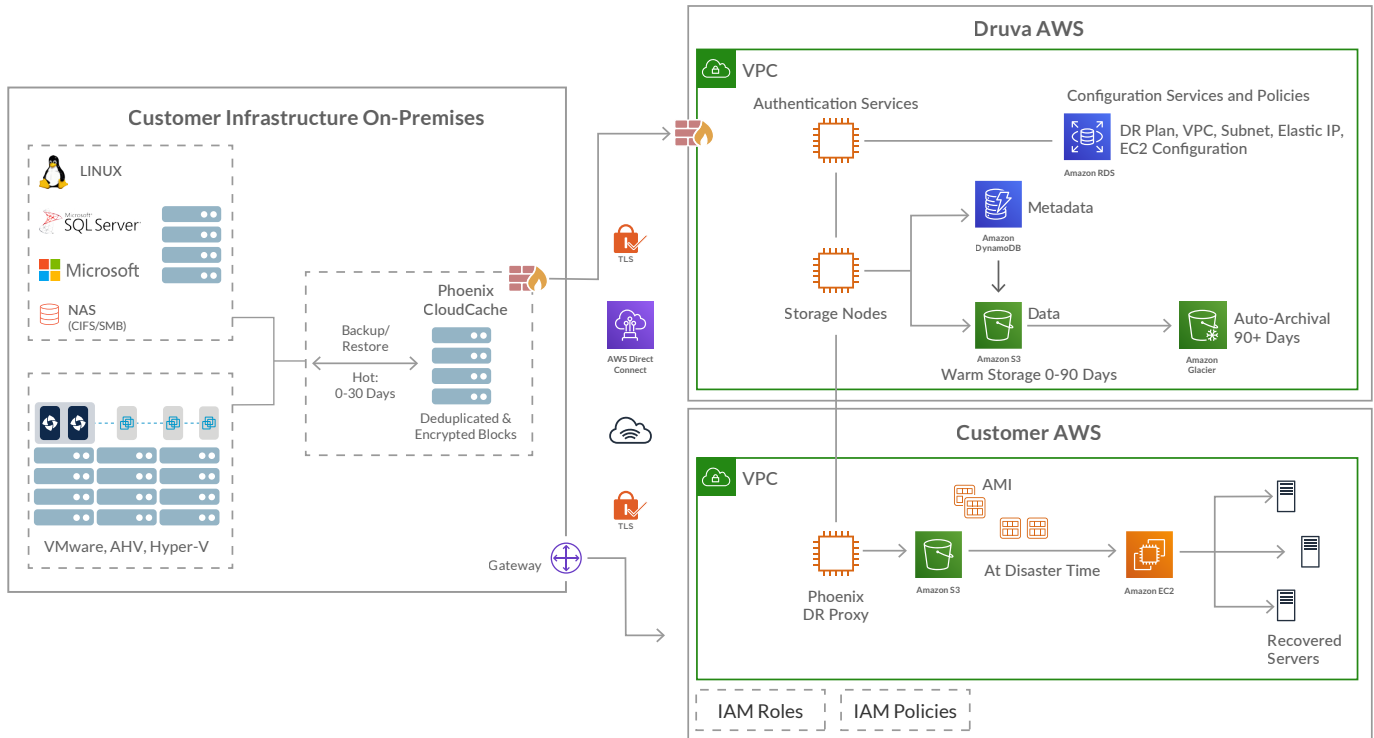 Customer Infrastructure On-Premises
LINUX
Microsoft
SQL Server
Microsoft
NAS
(CIFS/SMB)
VMware, AHV, Hyper-V
Backup/
Restore
Hot:
0-30 Days
Phoenix
CloudCache
Deduplicated &
Encrypted Blocks
Gateway
TLS
AWS Direct
Connect
TLS
Druva AWS
VPC
Authentication Services
Configuration Services and Policies
DR Plan, VPC, Subnet, Elastic IP,
EC2 Configuration
Amazon RDS
Metadata
Amazon
DynamoDB
Storage Nodes
Data
Amazon S3
Warm Storage 0-90 Days
Auto-Archival
90+ Days
Amazon
Glacier
Customer AWS
VPC
AMI
Phoenix
DR Proxy
Amazon S3
At Disaster Time
Amazon EC2
Recovered
Servers
IAM Roles
IAM Policies